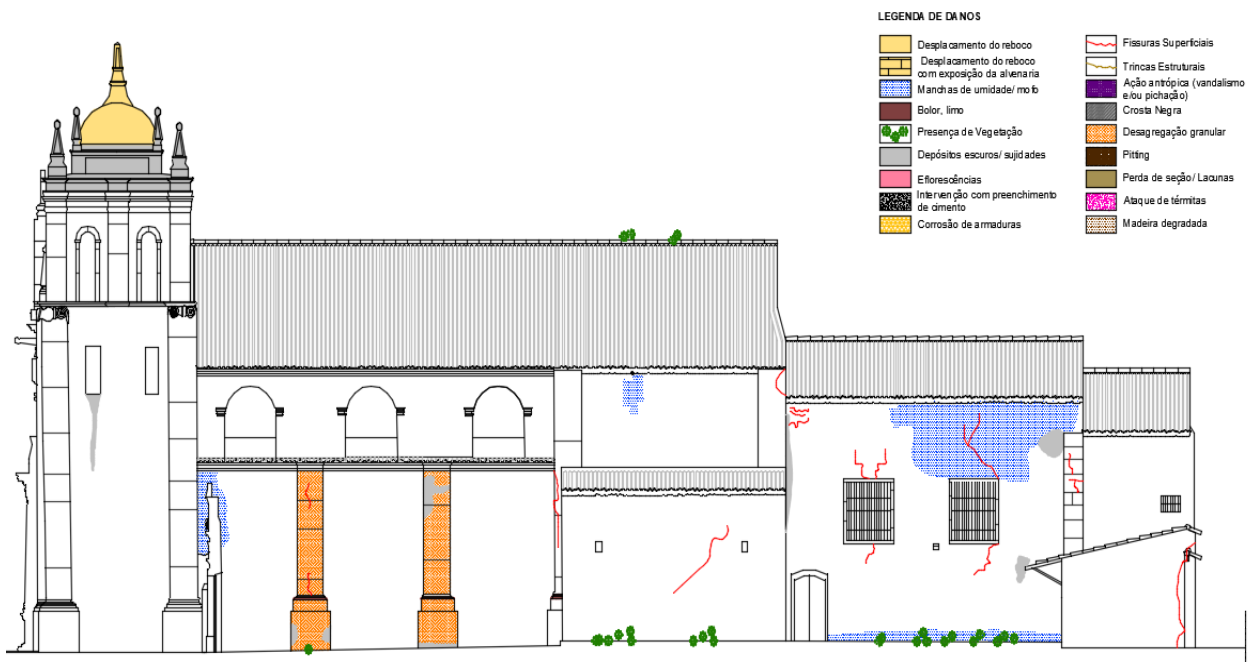 LEGENDA DE DANOS
Desplacamento do reboco
Desplacamento do reboco
com exposição da alvenaria
Manchas de umidade/ mofo
Bolor, limo
Presença de Vegetação
Depósitos escuros/ sujidades
Eflorescências
Intervenção com preenchimento
de cimento
Corrosão de armaduras
Fissuras Superficiais
Trincas Estruturais
Ação antrópica (vandalismo
e/ou pichação)
Crosta Negra
Desagregação granular
Pitting
Perda de seção/ Lacunas
Ataque de térmitas
Madeira degradada